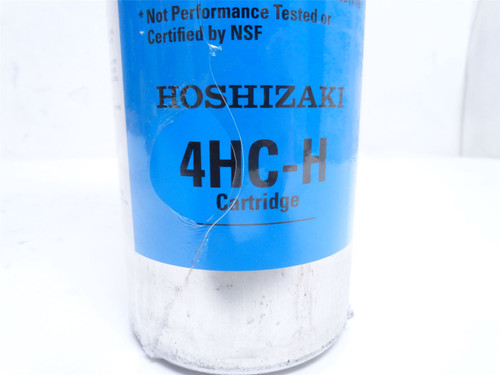 * Not Performance Tested or
Certified by NSF
HOSHIZAKI
4HC-H
Cartridge